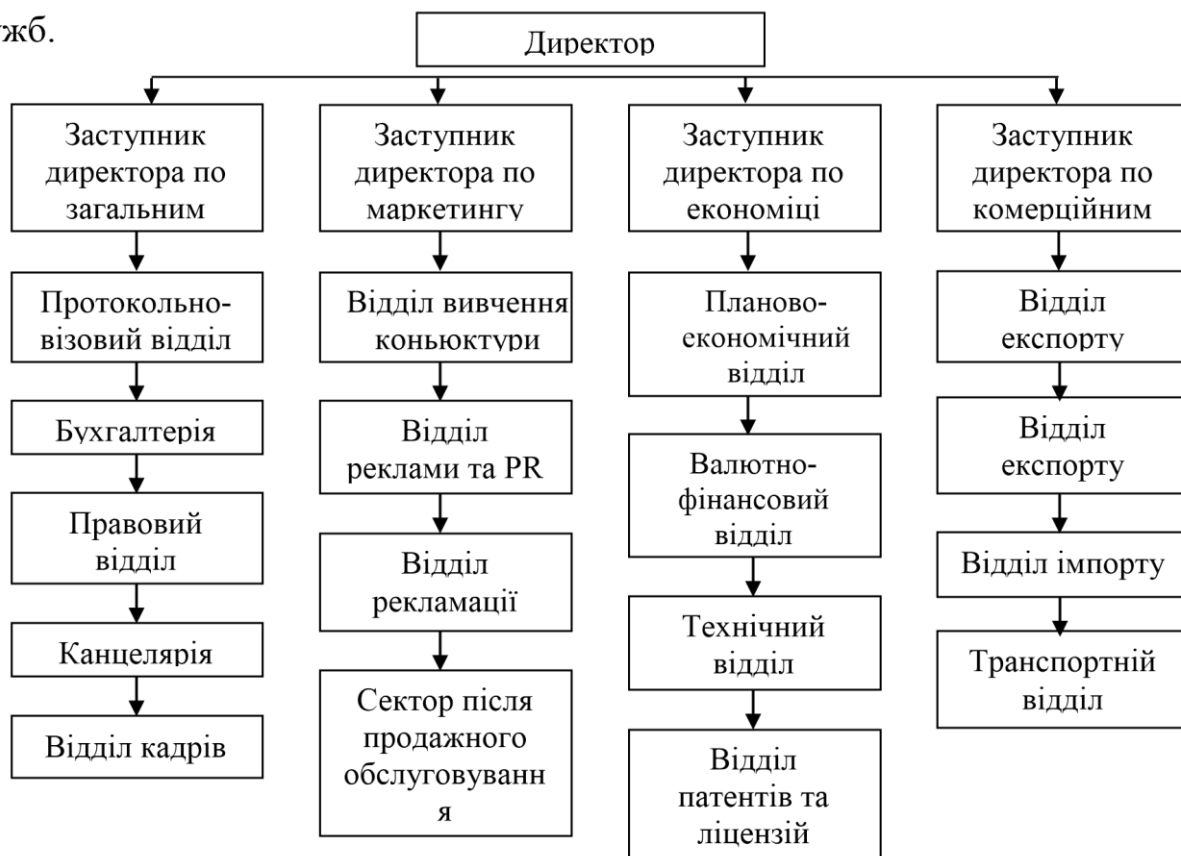 ужб.
Директор
Заступник
директора по
загальним
Заступник
директора по
маркетингу
Заступник
директора по
економіці
Заступник
директора по
комерційним
Протокольно-
візовий відділ
Бухгалтерія
Правовий
відділ
Канцелярія
Відділ кадрів
Відділ вивчення
коньюктури
Відділ
реклами та PR
Відділ
рекламації
Сектор після
продажного
обслуговуванн
я
Планово-
економічний
відділ
Валютно-
фінансовий
відділ
Технічний
відділ
Відділ
патентів та
ліцензій
Відділ
експорту
Відділ
експорту
Відділ імпорту
Транспортній
відділ